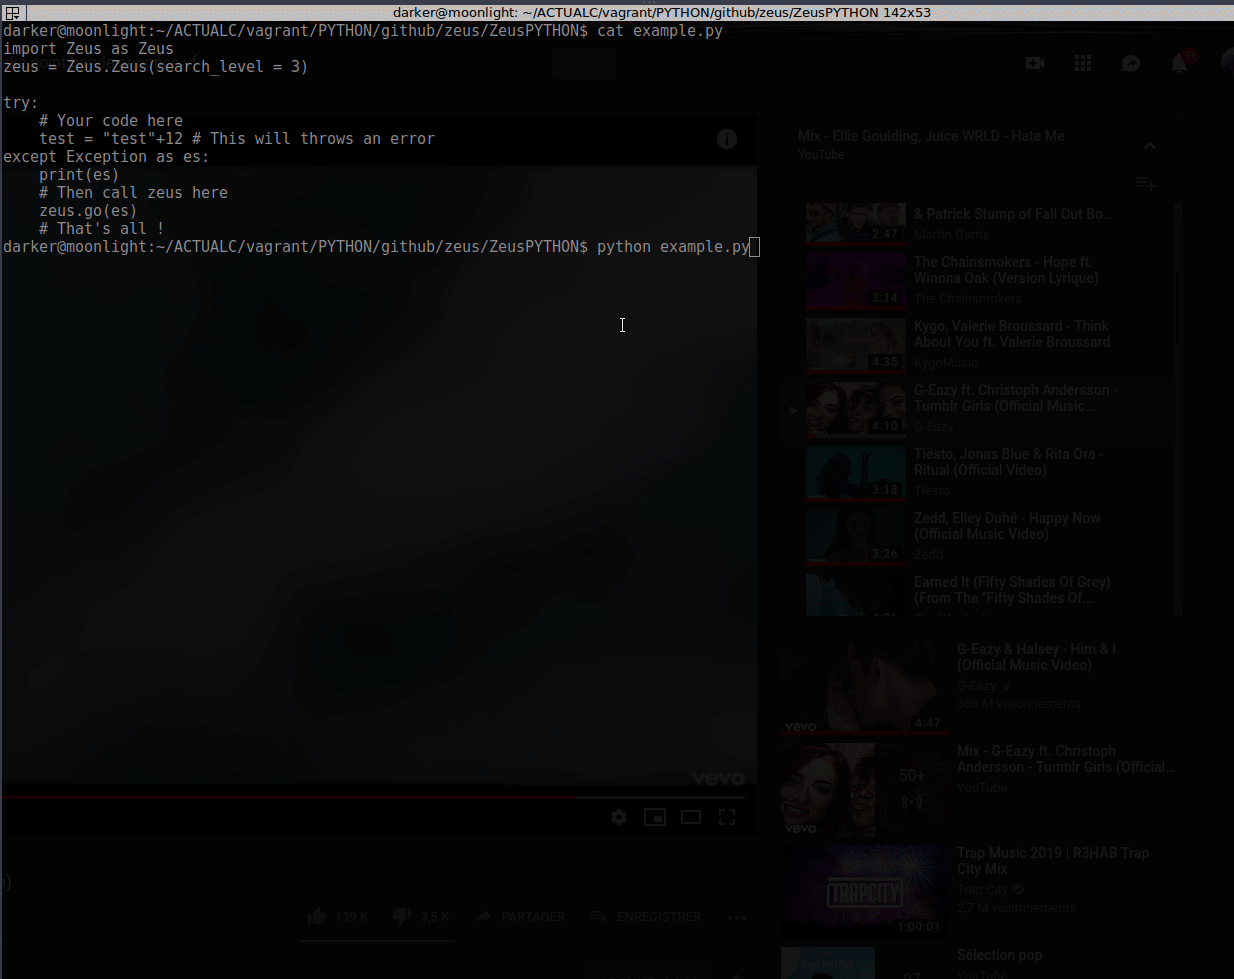 darker@moonlight: ~/ACTUALC/vagrant/PYTHON/github/zeus/ZeusPYTHON 142x53
darker@moonlight:~/ACTUALC/vagrant/PYTHON/github/zeus/ZeusPYTHON$ cat example.py
import Zeus as Zeus
zeus = Zeus.Zeus(search_level = 3)
try:
    # Your code here
    test = "test"+12 # This will throws an error
except Exception as es:
    print(es)
    # Then call zeus here
    zeus.go(es)
    # That's all !
darker@moonlight:~/ACTUALC/vagrant/PYTHON/github/zeus/ZeusPYTHON$ python example.py
9+
Mix - Ellie Goulding, Juice WRLD - Hate Me
YouTube
& Patrick Stump of Fall Out Bo...
Martin Garrix
2:47
The Chainsmokers - Hope ft.
Winona Oak (Version Lyrique)
The Chainsmokers
3:14
Kygo, Valerie Broussard - Think
About You ft. Valerie Broussard
KygoMusic
4:35
G-Eazy ft. Christoph Andersson -
Tumblr Girls (Official Music...
G-Eazy
4:10
Tiësto, Jonas Blue & Rita Ora -
Ritual (Official Video)
Tiësto
3:18
Zedd, Elley Duhé - Happy Now
(Official Music Video)
Zedd
3:26
Earned It (Fifty Shades Of Grey)
(From The "Fifty Shades Of...
G-Eazy & Halsey - Him & I
(Official Music Video)
G-Eazy
356 M visionnements
vevo
4:47
Mix - G-Eazy ft. Christoph
Andersson - Tumblr Girls (Official...
YouTube
50+
vevo
Trap Music 2019 | R3HAB Trap
City Mix
Trap City
2,7 M visionnements
TRAPCITY
1:00:01
Sélection pop
YouTube
vevo
139 K
3,5 K
PARTAGER
ENREGISTRER